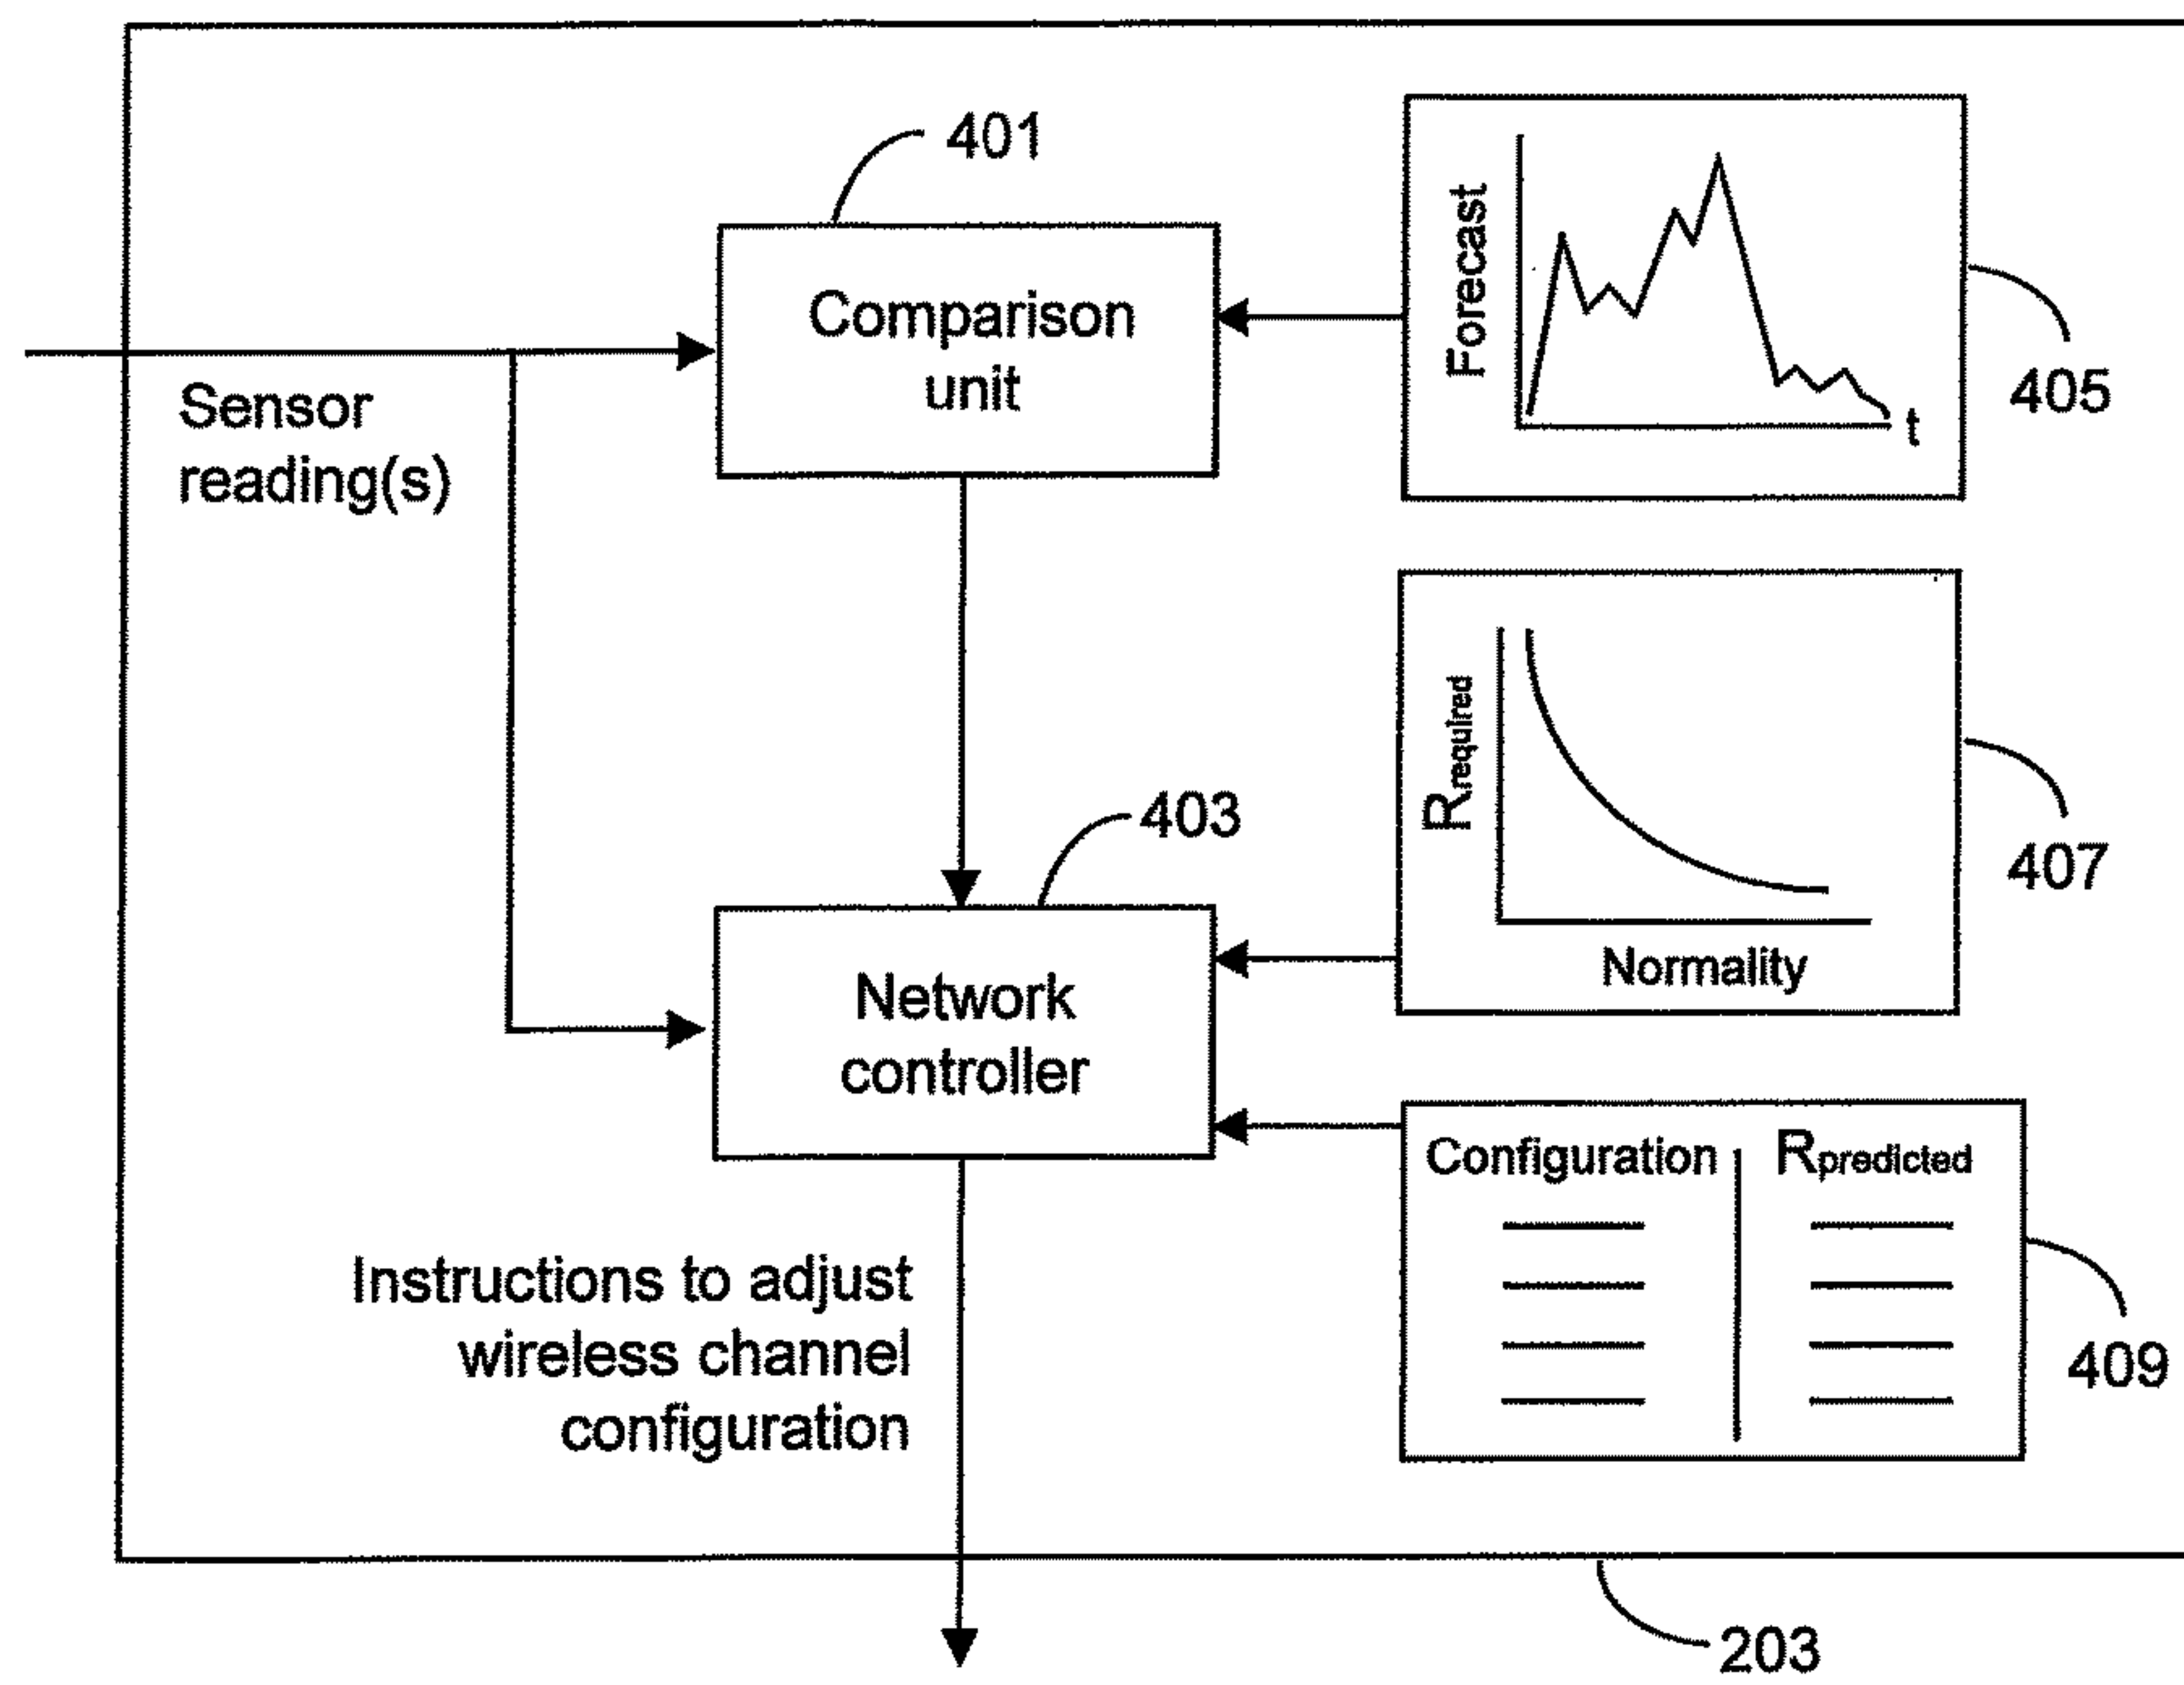 401
Comparison
unit
Sensor
reading(s)
Forecast
t
405
403
Network
controller
Rrequired
Normality
407
Configuration
Rpredicted
409
Instructions to adjust
wireless channel
configuration
203